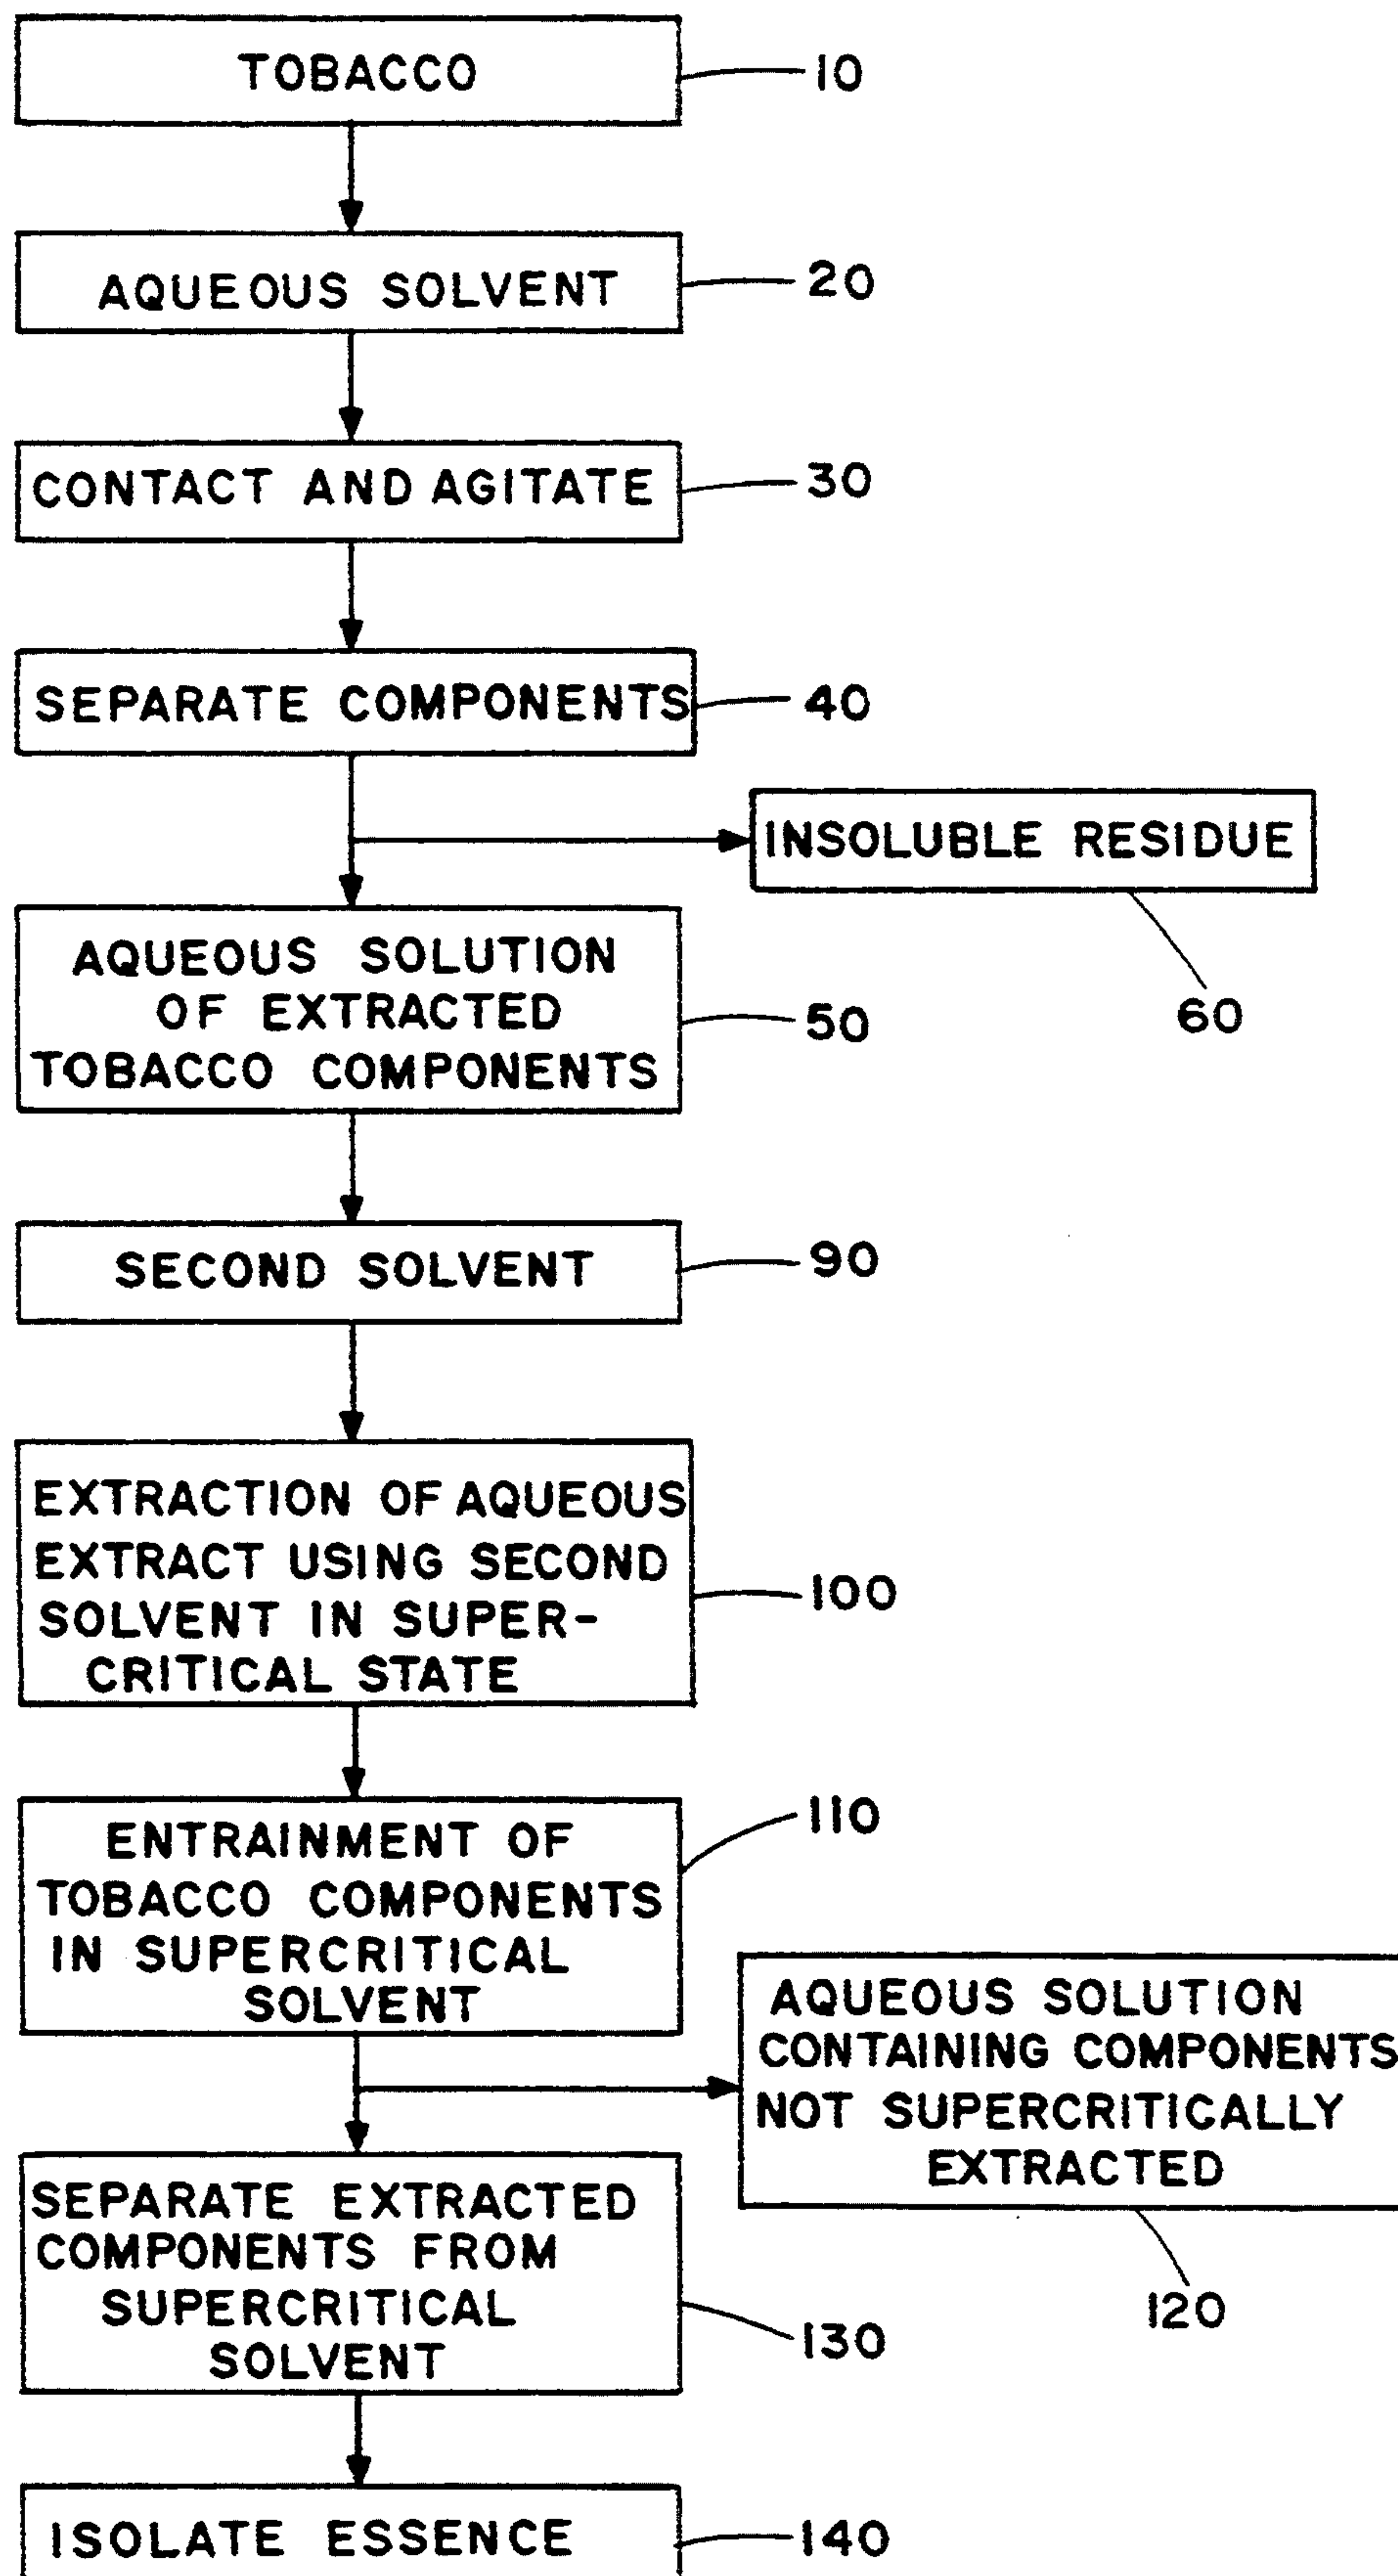 TOBACCO
10
AQUEOUS SOLVENT
20
CONTACT AND AGITATE
30
SEPARATE COMPONENTS
40
INSOLUBLE RESIDUE
60
AQUEOUS SOLUTION
OF EXTRACTED
TOBACCO COMPONENTS
50
SECOND SOLVENT
90
EXTRACTION OF AQUEOUS
EXTRACT USING SECOND
SOLVENT IN SUPER-
CRITICAL STATE
100
ENTRAINMENT OF
TOBACCO COMPONENTS
IN SUPERCRITICAL
SOLVENT
110
AQUEOUS SOLUTION
CONTAINING COMPONENTS
NOT SUPERCRITICALLY
EXTRACTED
120
SEPARATE EXTRACTED
COMPONENTS FROM
SUPERCRITICAL
SOLVENT
130
ISOLATE ESSENCE
140